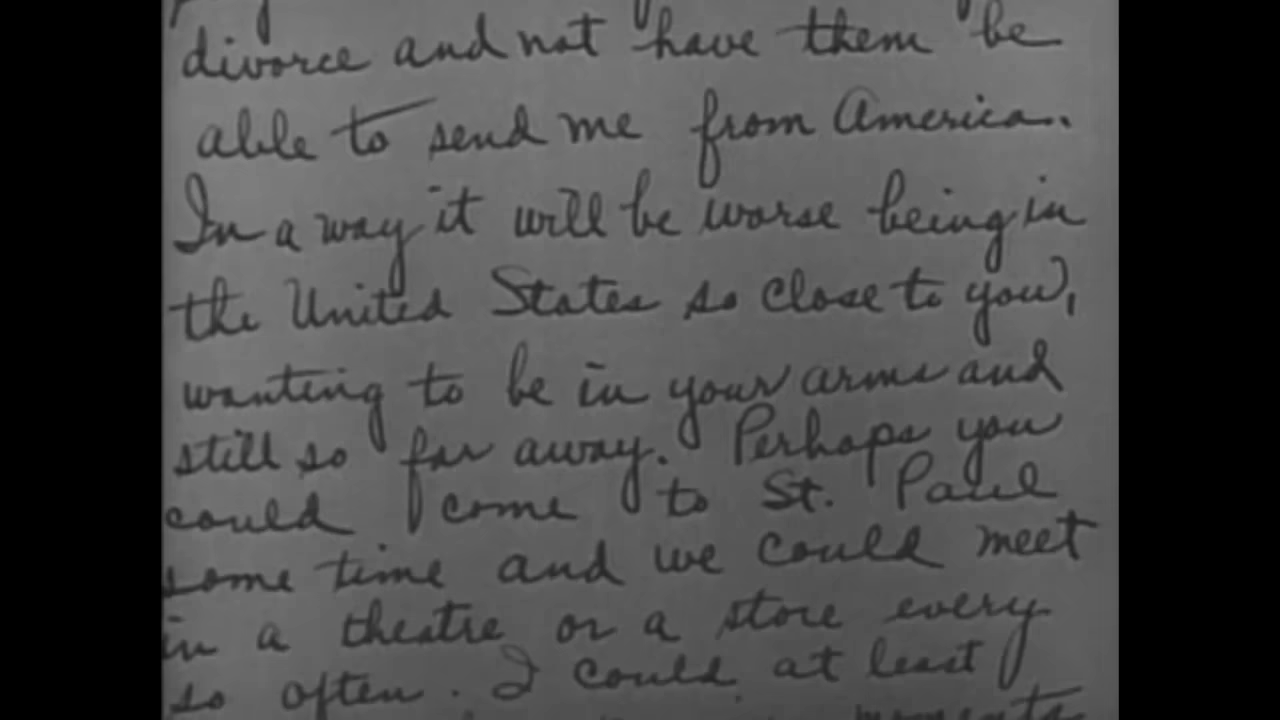 divorce and not have them be
able to send me from America.
In a way it will be worse being in
the United States so close to you,
wanting to be in your arms and
still so far away. Perhaps you
could come to St. Paul
some time and we could meet
in a theatre or a store every
so often. I could at least
moments